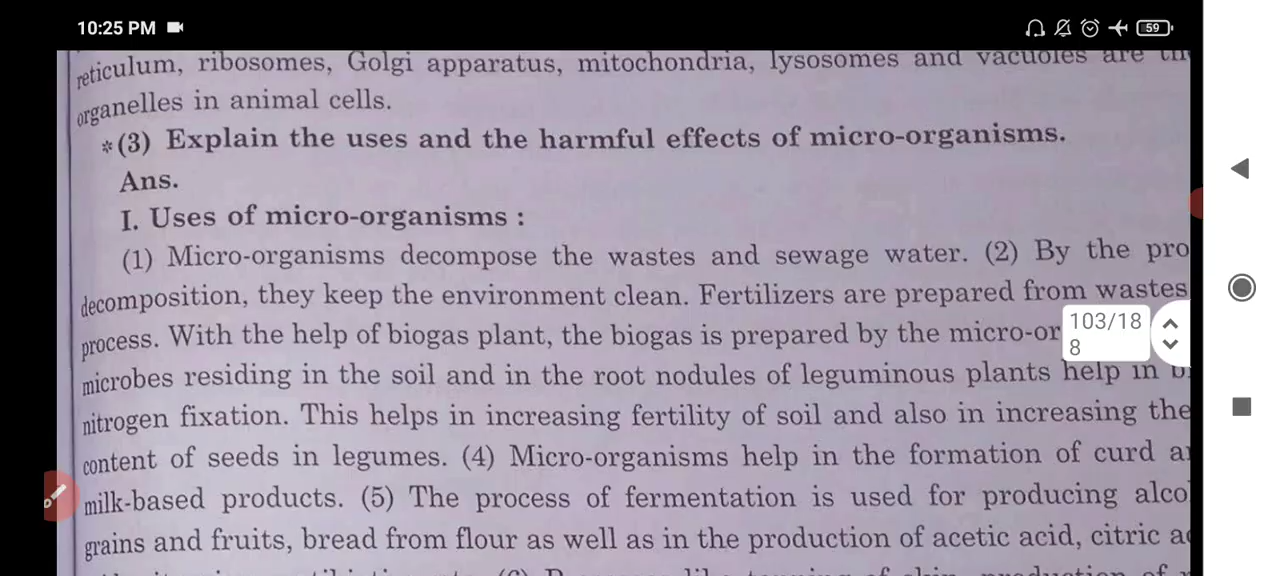 10:25 PM
59
reticulum, ribosomes, Golgi apparatus, mitochondria, lysosomes and vacuoles are
organelles in animal cells.
*(3) Explain the uses and the harmful effects of micro-organisms.
Ans.
I. Uses of micro-organisms :
(1) Micro-organisms decompose the wastes and sewage water. (2) By the pro
decomposition, they keep the environment clean. Fertilizers are prepared from wastes
process. With the help of biogas plant, the biogas is prepared by the micro-or
103/18
8
microbes residing in the soil and in the root nodules of leguminous plants help in
nitrogen fixation. This helps in increasing fertility of soil and also in increasing the
content of seeds in legumes. (4) Micro-organisms help in the formation of curd
milk-based products. (5) The process of fermentation is used for producing alco
grains and fruits, bread from flour as well as in the production of acetic acid, citric